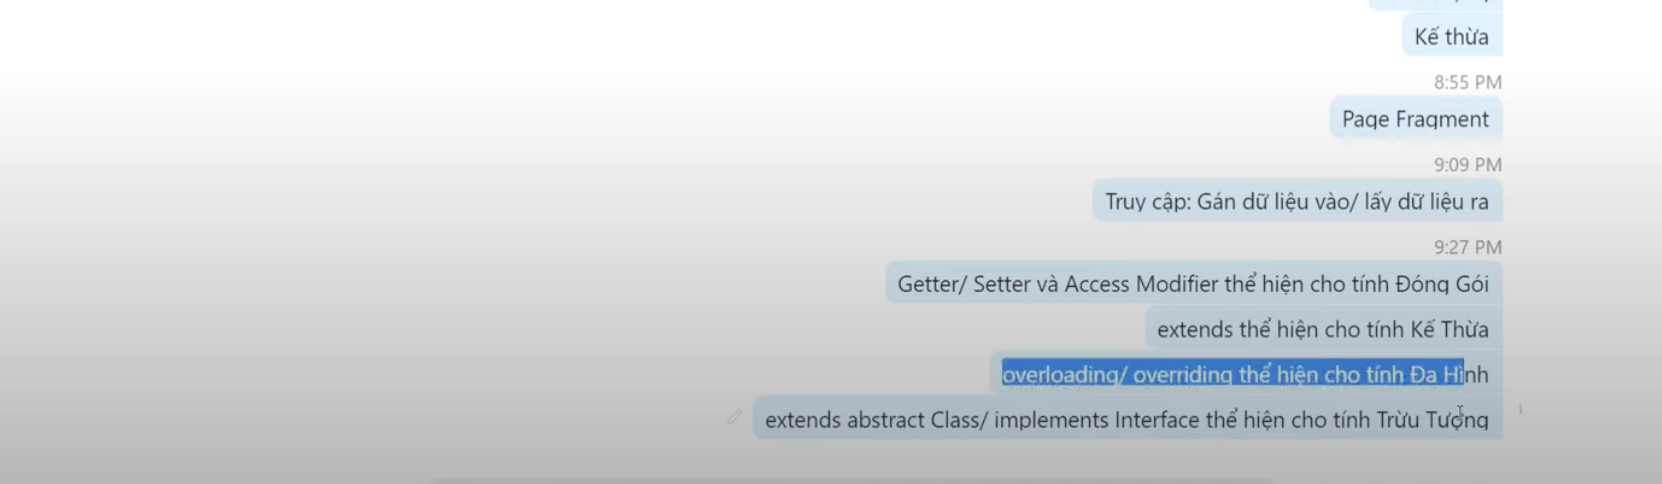 Kế thừa
8:55 PM
Page Fragment
9:09 PM
Truy cập: Gán dữ liệu vào/ lấy dữ liệu ra
9:27 PM
Getter/ Setter và Access Modifier thể hiện cho tính Đóng Gói
extends thể hiện cho tính Kế Thừa
overloading/ overriding thể hiện cho tính Đa Hình
extends abstract Class/ implements Interface thể hiện cho tính Trừu Tượng